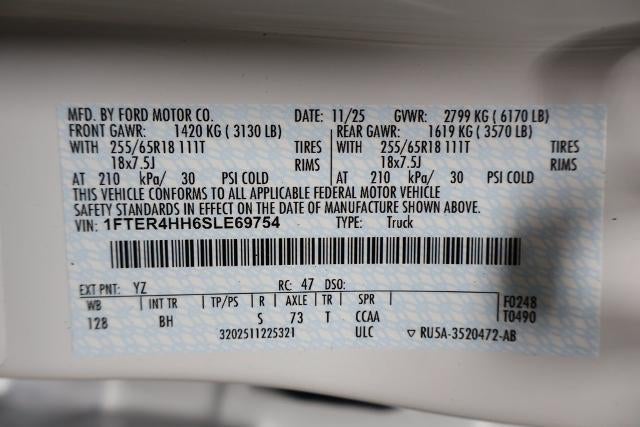 MFD. BY FORD MOTOR CO. DATE: 11/25 GVWR: 2799 KG ( 6170 LB)
FRONT GAWR: 1420 KG ( 3130 LB) REAR GAWR: 1619 KG ( 3570 LB)
WITH 255/65R18 111T TIRES WITH 255/65R18 111T TIRES
18x7.5J RIMS 18x7.5J RIMS
AT 210 kPa/ 30 PSI COLD AT 210 kPa/ 30 PSI COLD
THIS VEHICLE CONFORMS TO ALL APPLICABLE FEDERAL MOTOR VEHICLE
SAFETY STANDARDS IN EFFECT ON THE DATE OF MANUFACTURE SHOWN ABOVE.
VIN: 1FTER4HH6SLE69754 TYPE: Truck
EXT PNT: YZ RC: 47 DSO:
WB INT TR TP/PS R AXLE TR SPR F0248
128 BH S 73 T CCAA T0490
3202511225321 ULC ▽ RU5A-3520472-AB